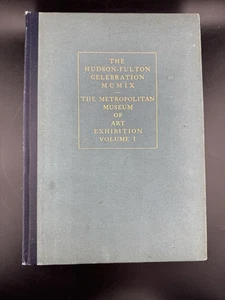 THE
HUDSON-FULTON
CELEBRATION
MCMIX
THE METROPOLITAN
MUSEUM
OF
ART
EXHIBITION
VOLUME I